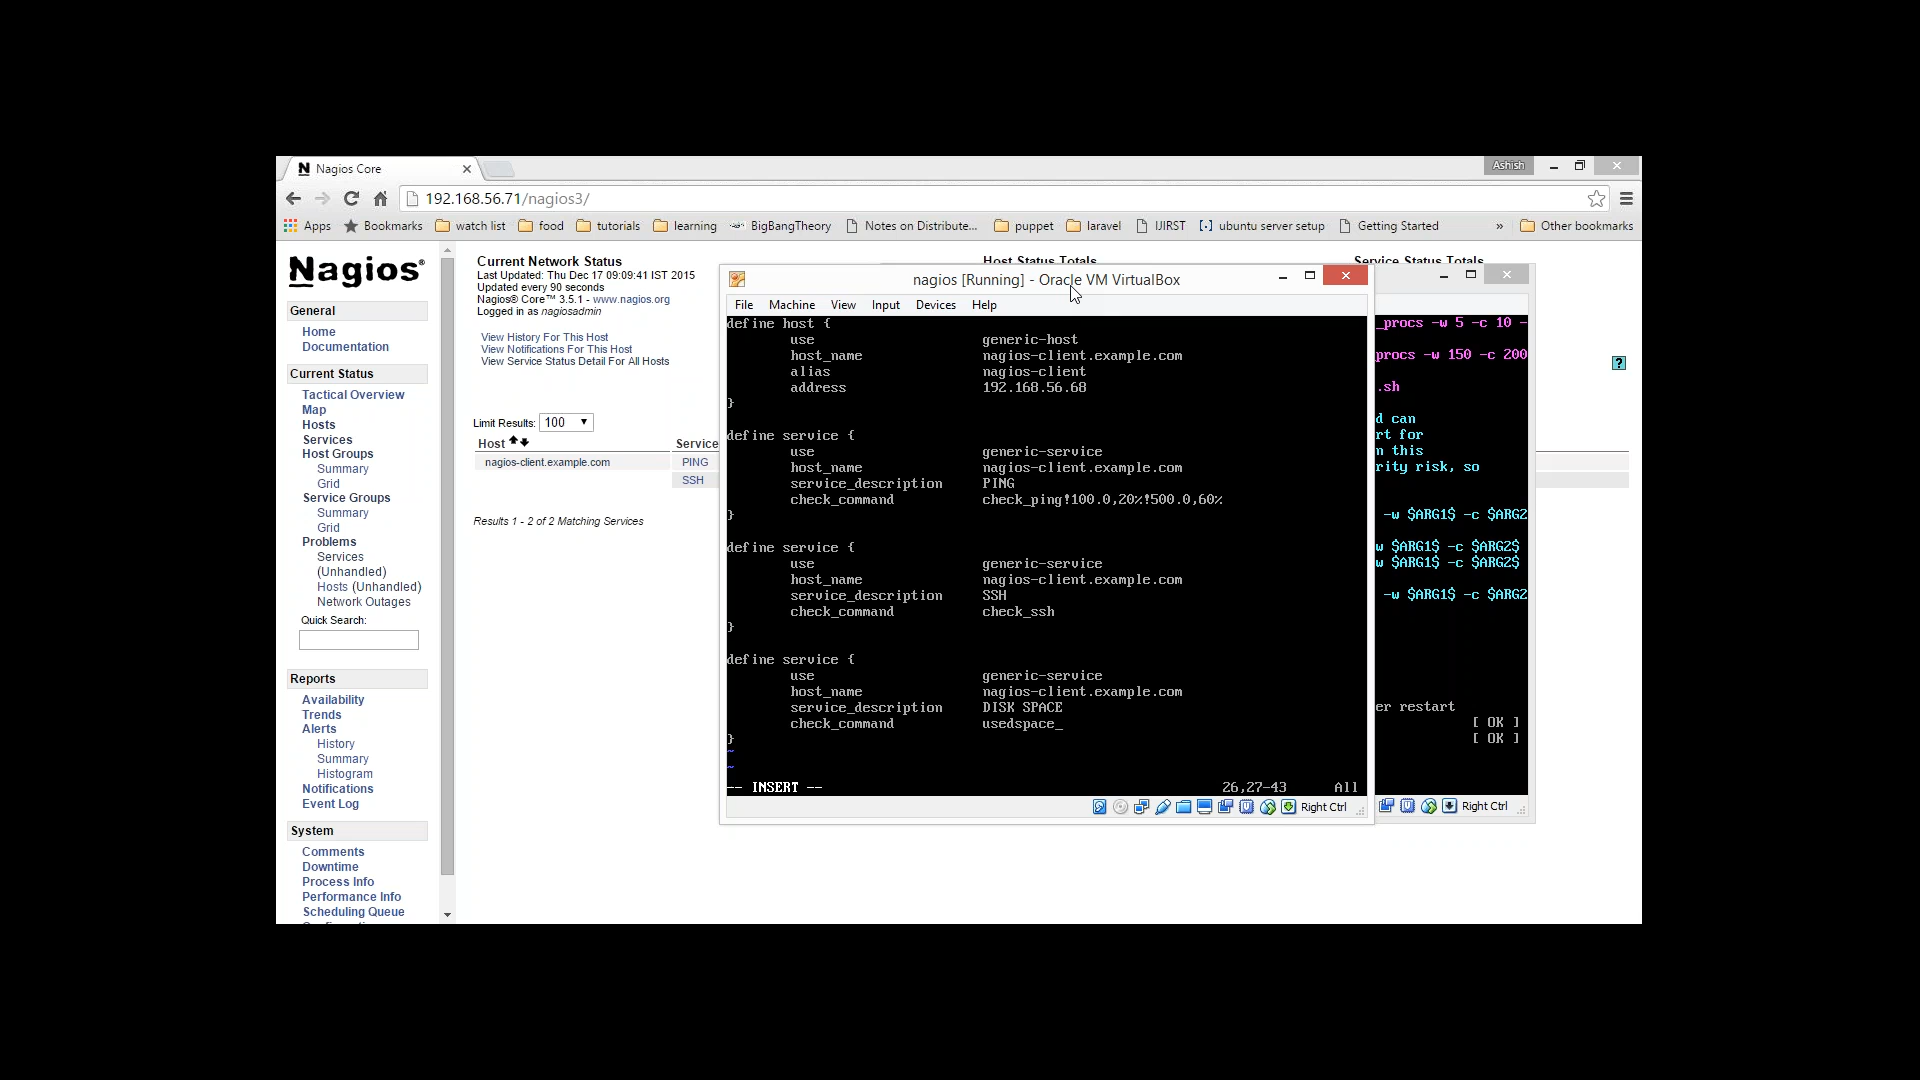 Nagios Core
Ashish
192.168.56.71/nagios3/
Apps Bookmarks watch list food tutorials learning BigBangTheory Notes on Distribute... puppet laravel IJIRST ubuntu server setup Getting Started » Other bookmarks
Nagios®
General
Home
Documentation
Current Status
Tactical Overview
Map
Hosts
Services
Host Groups
Summary
Grid
Service Groups
Summary
Grid
Problems
Services
(Unhandled)
Hosts (Unhandled)
Network Outages
Quick Search:
Reports
Availability
Trends
Alerts
History
Summary
Histogram
Notifications
Event Log
System
Comments
Downtime
Process Info
Performance Info
Scheduling Queue
Current Network Status
Last Updated: Thu Dec 17 09:09:41 IST 2015
Updated every 90 seconds
Nagios® Core™ 3.5.1 - www.nagios.org
Logged in as nagiosadmin
View History For This Host
View Notifications For This Host
View Service Status Detail For All Hosts
Host Status Totals
Service Status Totals
Limit Results: 100
Host Service
nagios-client.example.com PING
SSH
Results 1 - 2 of 2 Matching Services
nagios [Running] - Oracle VM VirtualBox
File Machine View Input Devices Help
define host {
use generic-host
host_name nagios-client.example.com
alias nagios-client
address 192.168.56.68
}
define service {
use generic-service
host_name nagios-client.example.com
service_description PING
check_command check_ping!100.0,20%!500.0,60%
}
define service {
use generic-service
host_name nagios-client.example.com
service_description SSH
check_command check_ssh
}
define service {
use generic-service
host_name nagios-client.example.com
service_description DISK SPACE
check_command usedspace_
}
~
~
-- INSERT -- 26,27-43 All
Right Ctrl
_procs -w 5 -c 10 -
procs -w 150 -c 200
.sh
d can
rt for
n this
rity risk, so
-w $ARG1$ -c $ARG2
w $ARG1$ -c $ARG2$
w $ARG1$ -c $ARG2$
-w $ARG1$ -c $ARG2
er restart
[ OK ]
[ OK ]
Right Ctrl
?